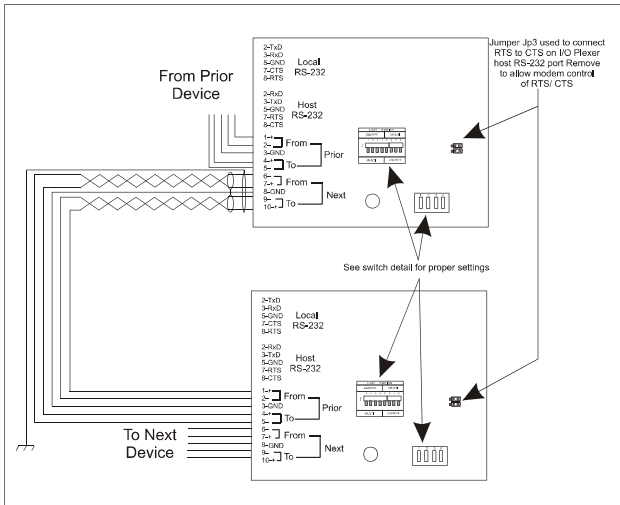 2-TxD
3-RxD
5-GND
7-CTS
8-RTS
Local
RS-232
2-RxD
3-TxD
5-GND
7-RTS
8-CTS
Host
RS-232
From Prior
Device
1-+
2--
3-GND
4-+
5--
6--
7-+
8-GND
9--
10-+
From
To
Prior
From
To
Next
Jumper Jp3 used to connect
RTS to CTS on I/O Plexer
host RS-232 port Remove
to allow modem control
of RTS/ CTS
See switch detail for proper settings
2-TxD
3-RxD
5-GND
7-CTS
8-RTS
Local
RS-232
2-RxD
3-TxD
5-GND
7-RTS
8-CTS
Host
RS-232
1-+
2--
3-GND
4-+
5--
6--
7-+
8-GND
9--
10-+
From
To
Prior
From
To
Next
To Next
Device